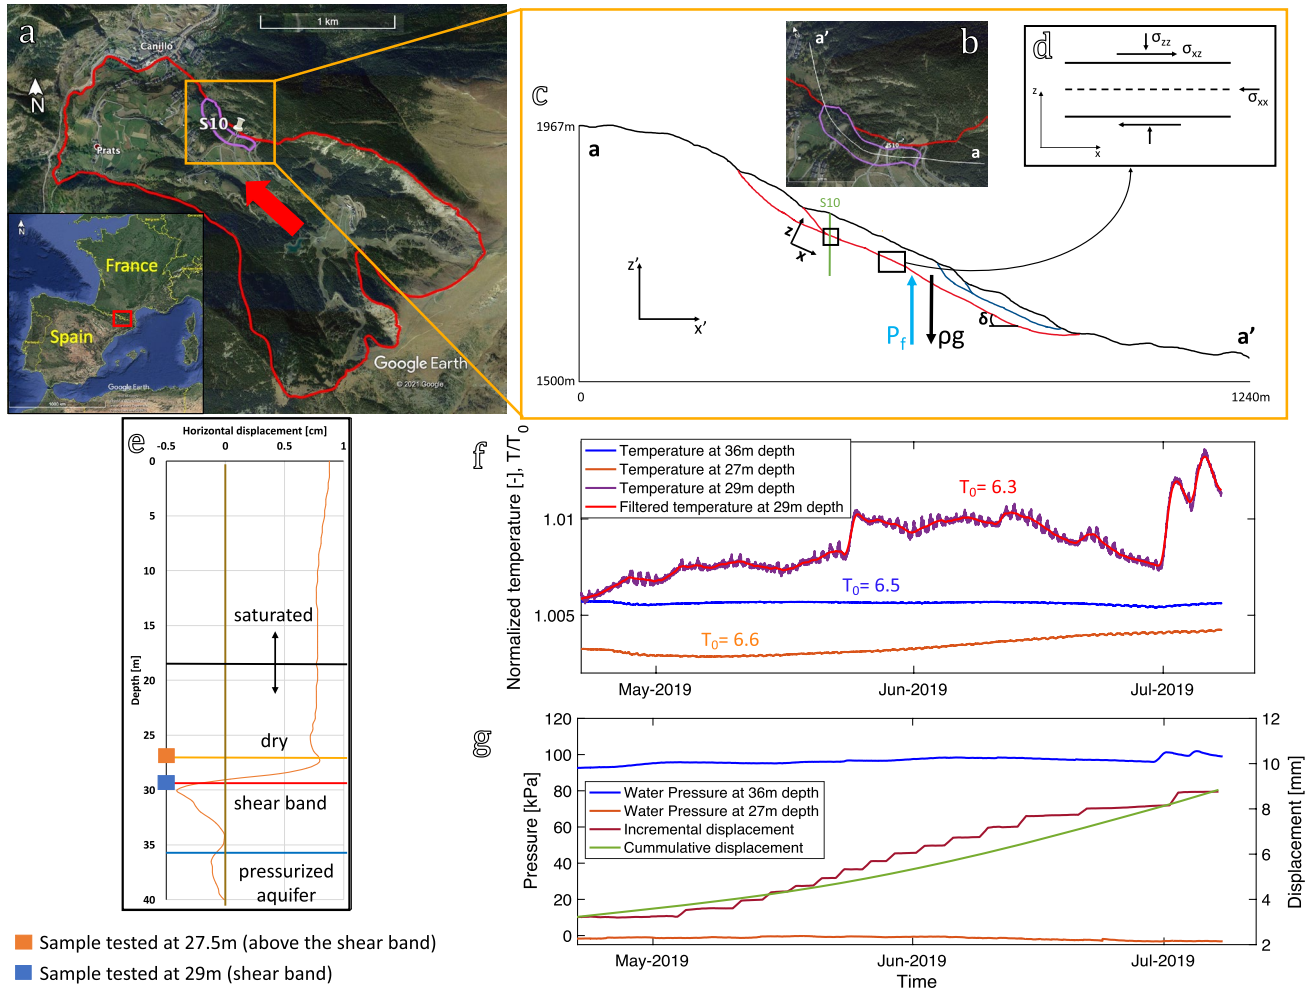 a
1 km
Canillo
N
S10
Prats
N
France
Spain
Google Earth
Google Earth
© 2021 Google
b
a'
S10
a
c
1967m
a
S10
z
x
z'
x'
Pf
ρg
δ
a'
1500m
0
1240m
d
σzz
σxz
σxx
z
x
e
Horizontal displacement [cm]
-0.5 0 0.5 1
Depth [m]
0
5
10
15
20
25
30
35
40
saturated
dry
shear band
pressurized
aquifer
Sample tested at 27.5m (above the shear band)
Sample tested at 29m (shear band)
f
Normalized temperature [-], T/T0
Temperature at 36m depth
Temperature at 27m depth
Temperature at 29m depth
Filtered temperature at 29m depth
1.01
1.005
T0= 6.3
T0= 6.5
T0= 6.6
May-2019 Jun-2019 Jul-2019
g
Pressure [kPa]
120
100
80
60
40
20
0
Water Pressure at 36m depth
Water Pressure at 27m depth
Incremental displacement
Cummulative displacement
12
10
8
6
4
2
Displacement [mm]
May-2019 Jun-2019 Jul-2019
Time